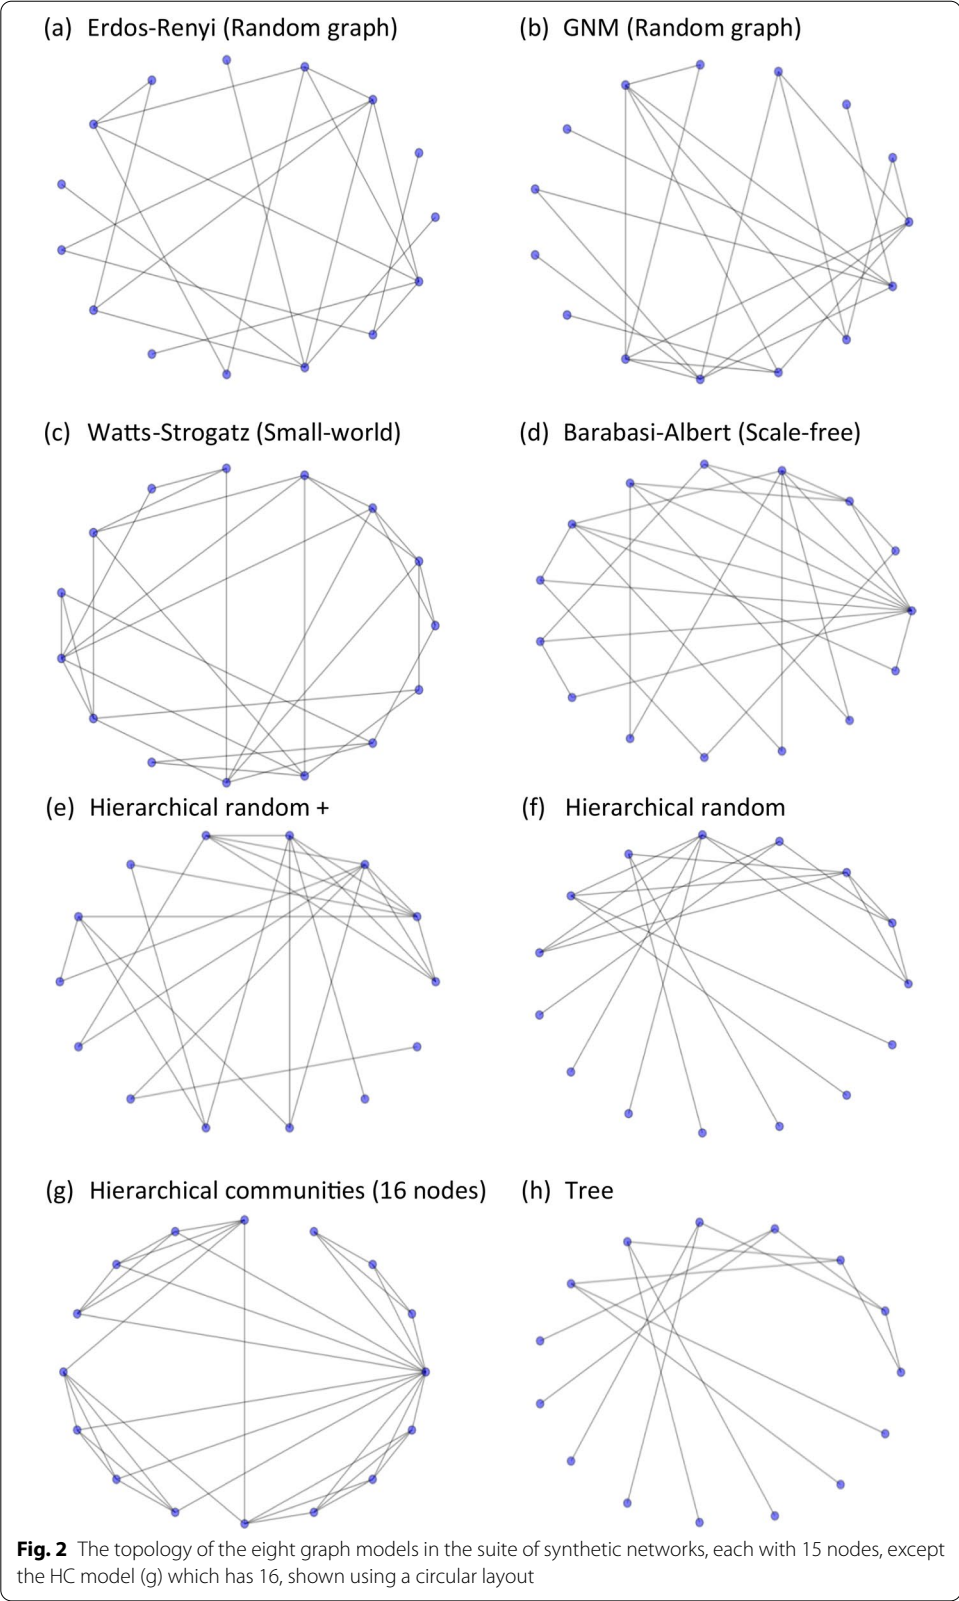 (a) Erdos-Renyi (Random graph)
(b) GNM (Random graph)
(c) Watts-Strogatz (Small-world)
(d) Barabasi-Albert (Scale-free)
(e) Hierarchical random +
(f) Hierarchical random
(g) Hierarchical communities (16 nodes)
(h) Tree
Fig. 2 The topology of the eight graph models in the suite of synthetic networks, each with 15 nodes, except
the HC model (g) which has 16, shown using a circular layout